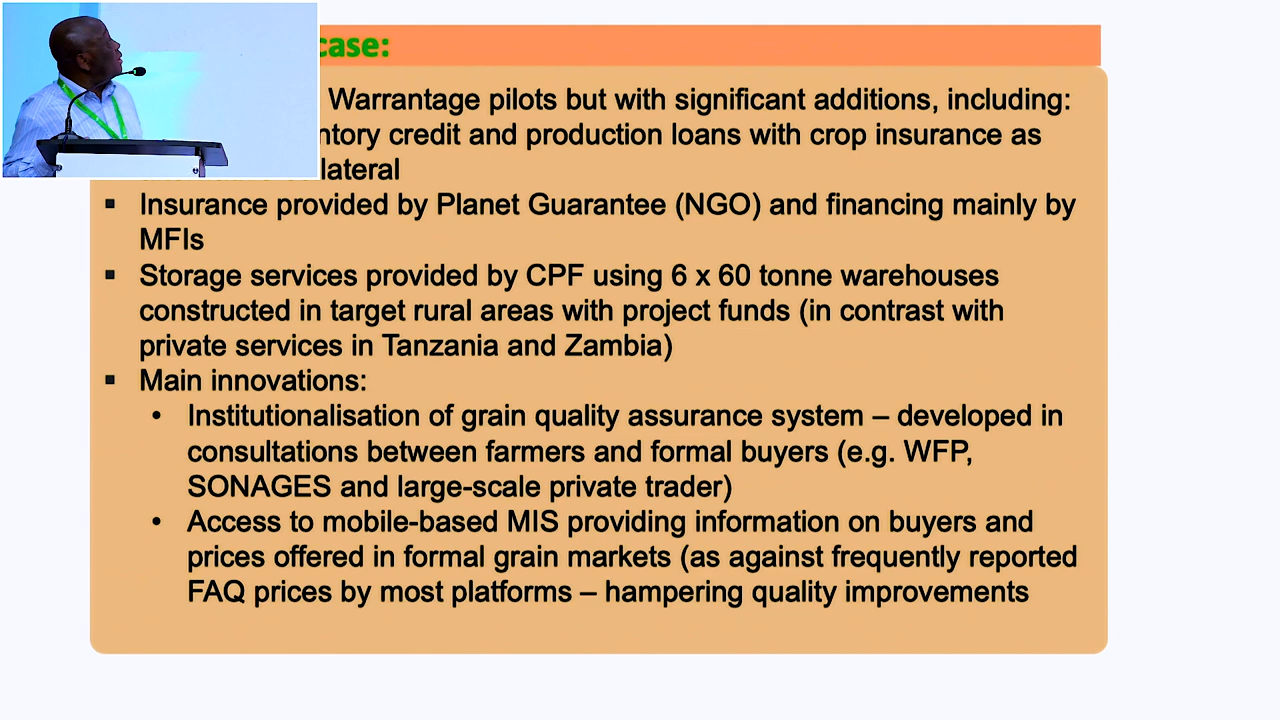 case:
Warrantage pilots but with significant additions, including:
credit and production loans with crop insurance as
▪ Insurance provided by Planet Guarantee (NGO) and financing mainly by
MFIs
▪ Storage services provided by CPF using 6 x 60 tonne warehouses
constructed in target rural areas with project funds (in contrast with
private services in Tanzania and Zambia)
▪ Main innovations:
• Institutionalisation of grain quality assurance system – developed in
consultations between farmers and formal buyers (e.g. WFP,
SONAGES and large-scale private trader)
• Access to mobile-based MIS providing information on buyers and
prices offered in formal grain markets (as against frequently reported
FAQ prices by most platforms – hampering quality improvements